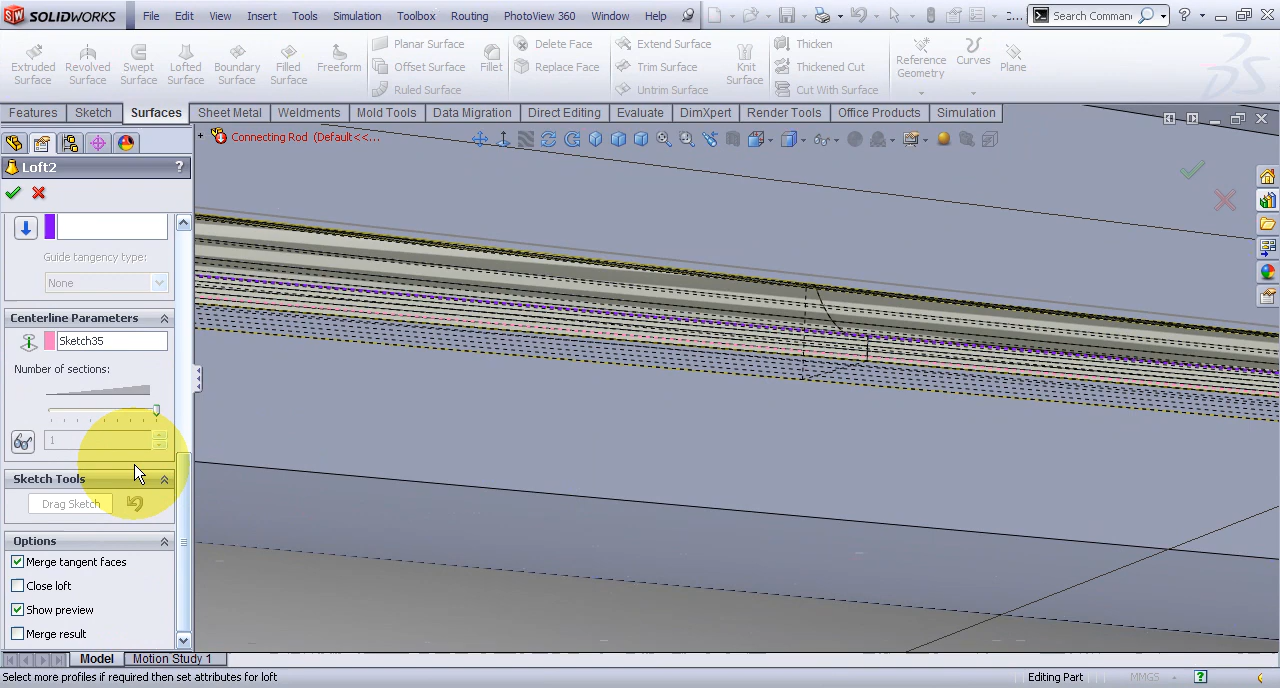 SOLIDWORKS File Edit View Insert Tools Simulation Toolbox Routing PhotoView 360 Window Help C... Search Comman ?
Extruded Surface
Revolved Surface
Swept Surface
Lofted Surface
Boundary Surface
Filled Surface
Freeform
Planar Surface
Offset Surface
Ruled Surface
Fillet
Delete Face
Replace Face
Extend Surface
Trim Surface
Untrim Surface
Knit Surface
Thicken
Thickened Cut
Cut With Surface
Reference Geometry
Curves
Plane
Features Sketch Surfaces Sheet Metal Weldments Mold Tools Data Migration Direct Editing Evaluate DimXpert Render Tools Office Products Simulation
Connecting Rod (Default<<...
Loft2 ?
Guide tangency type:
None
Centerline Parameters
Sketch35
Number of sections:
1
Sketch Tools
Drag Sketch
Options
Merge tangent faces
Close loft
Show preview
Merge result
Model Motion Study 1
Select more profiles if required then set attributes for loft Editing Part MMGS ?